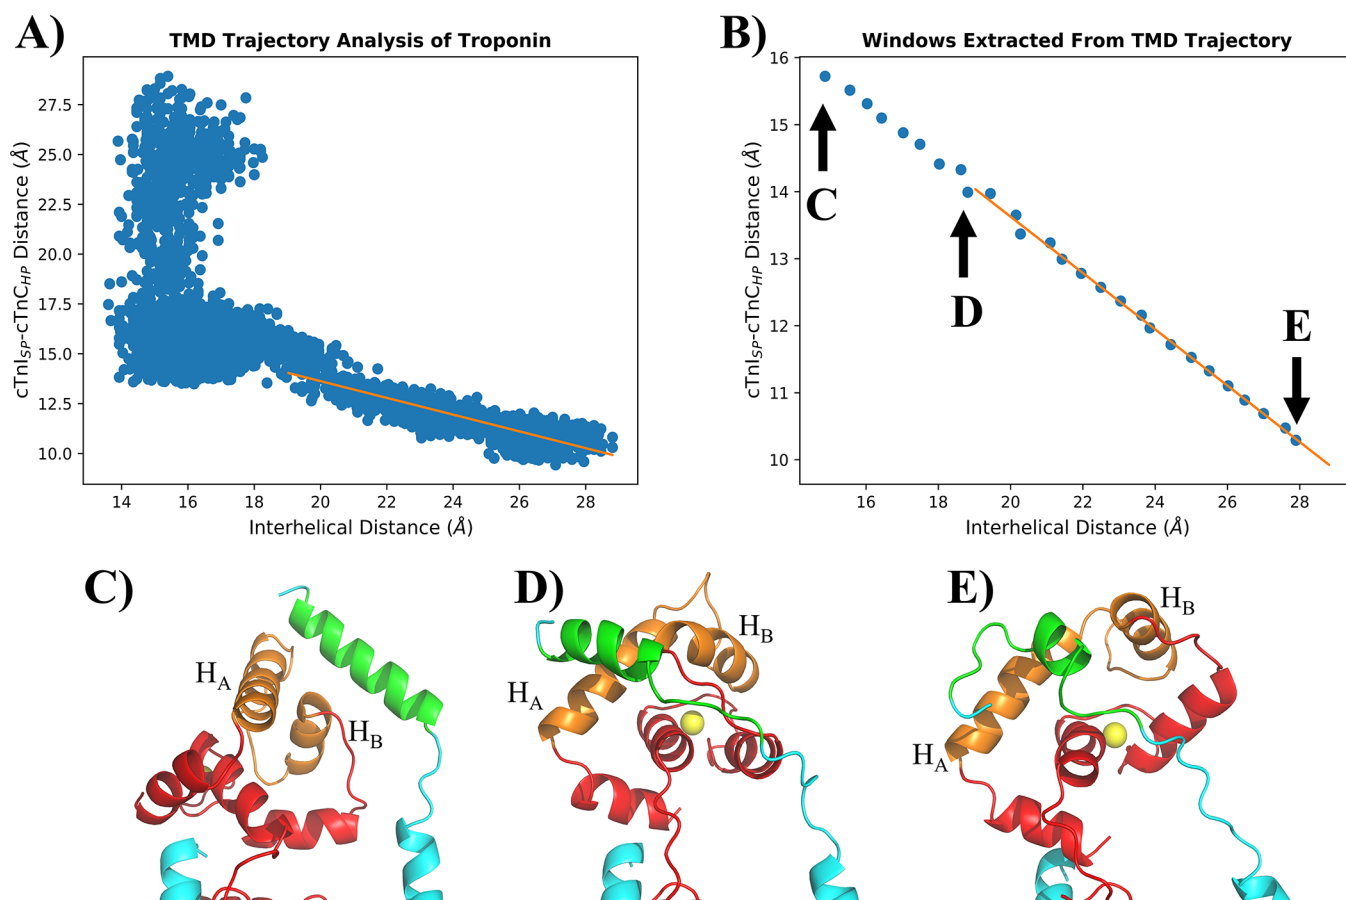 A)
TMD Trajectory Analysis of Troponin
cTnI_SP-cTnC_HP Distance (Å)
27.5
25.0
22.5
20.0
17.5
15.0
12.5
10.0
14 16 18 20 22 24 26 28
Interhelical Distance (Å)
B)
Windows Extracted From TMD Trajectory
cTnI_SP-cTnC_HP Distance (Å)
16
15
14
13
12
11
10
C
D
E
16 18 20 22 24 26 28
Interhelical Distance (Å)
C)
H_A
H_B
D)
H_B
H_A
E)
H_B
H_A